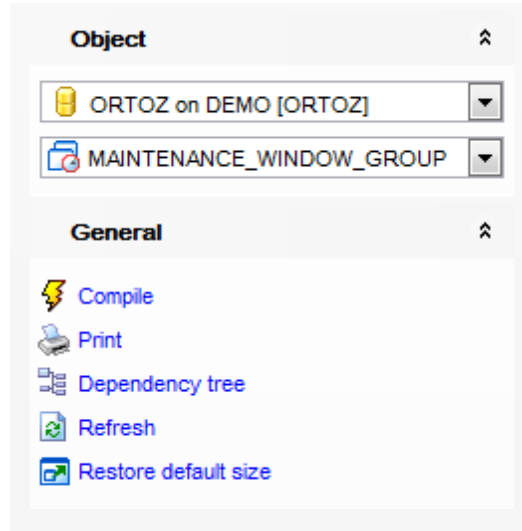 Object
ORTOZ on DEMO [ORTOZ]
MAINTENANCE_WINDOW_GROUP
General
Compile
Print
Dependency tree
Refresh
Restore default size